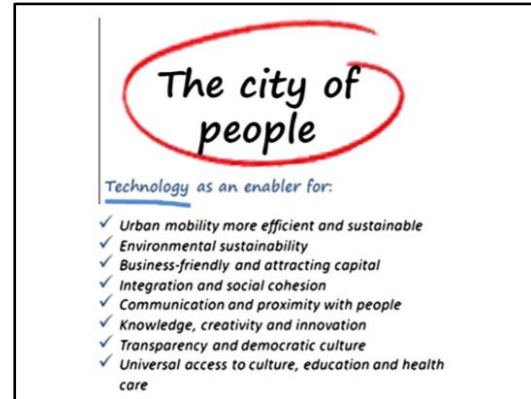 The city of
people
Technology as an enabler for:
✓ Urban mobility more efficient and sustainable
✓ Environmental sustainability
✓ Business-friendly and attracting capital
✓ Integration and social cohesion
✓ Communication and proximity with people
✓ Knowledge, creativity and innovation
✓ Transparency and democratic culture
✓ Universal access to culture, education and health
care